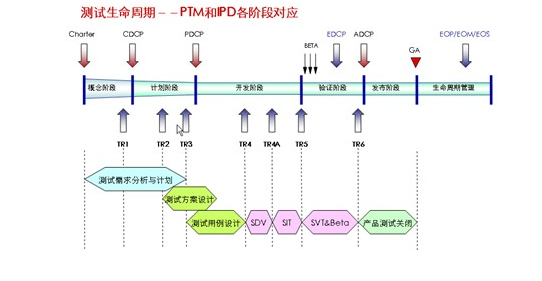 测试生命周期－－PTM和IPD各阶段对应
Charter CDCP PDCP EDCP ADCP EOP/EOM/EOS
BETA GA
概念阶段 计划阶段 开发阶段 验证阶段 发布阶段 生命周期管理
TR1 TR2 TR3 TR4 TR4A TR5 TR6
测试需求分析与计划
测试方案设计
测试用例设计 SDV SIT SVT&Beta 产品测试关闭